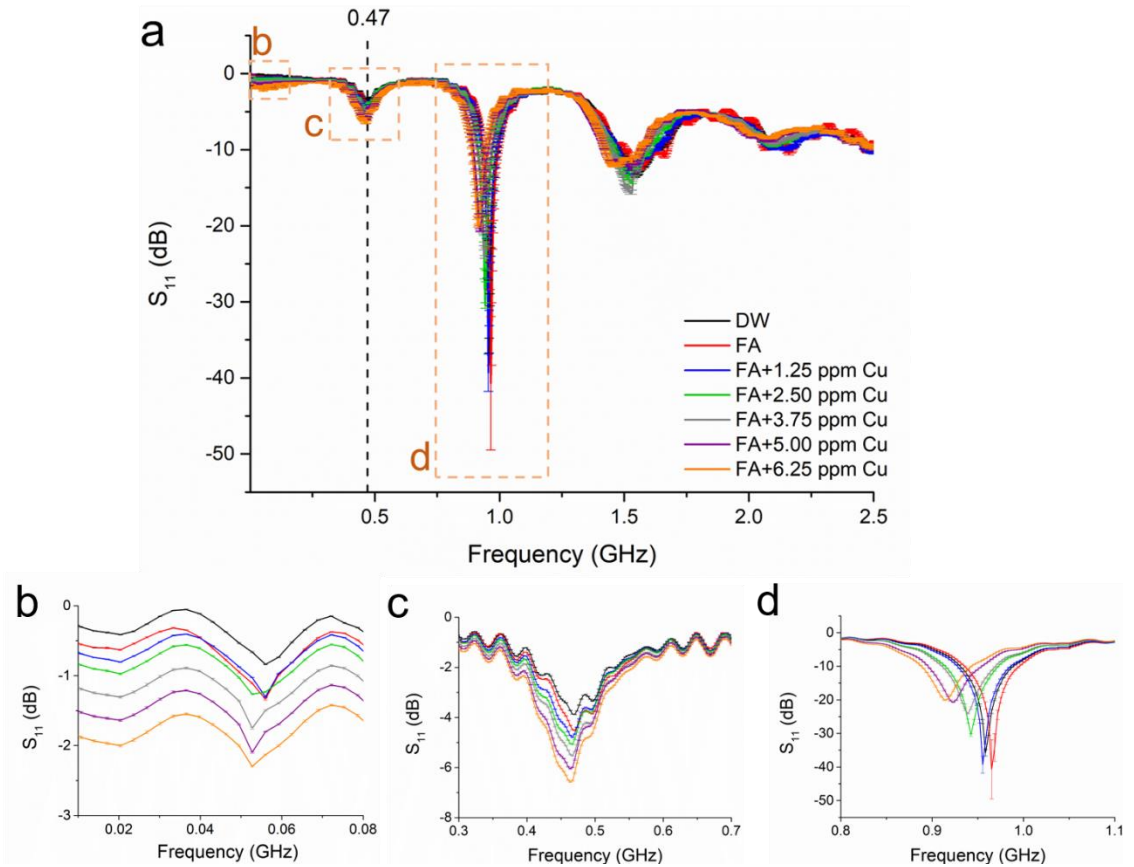 0.47
a
b
c
d
0
-10
-20
-30
-40
-50
S11 (dB)
0.5 1.0 1.5 2.0 2.5
Frequency (GHz)
DW
FA
FA+1.25 ppm Cu
FA+2.50 ppm Cu
FA+3.75 ppm Cu
FA+5.00 ppm Cu
FA+6.25 ppm Cu
b
0
-1
-2
-3
S11 (dB)
0.02 0.04 0.06 0.08
Frequency (GHz)
c
0
-2
-4
-6
-8
S11 (dB)
0.3 0.4 0.5 0.6 0.7
Frequency (GHz)
d
0
-10
-20
-30
-40
-50
S11 (dB)
0.8 0.9 1.0 1.1
Frequency (GHz)